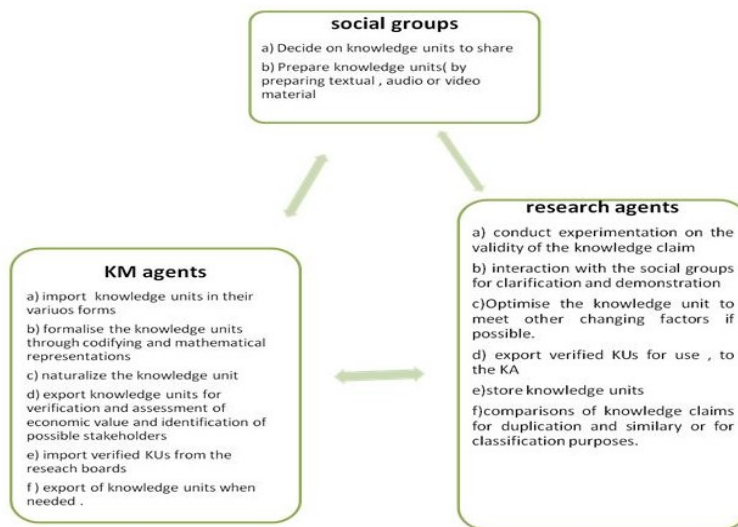 social groups
a) Decide on knowledge units to share
b) Prepare knowledge units( by
preparing textual , audio or video
material
KM agents
a) import knowledge units in their
variuos forms
b) formalise the knowledge units
through codifying and mathematical
representations
c) naturalize the knowledge unit
d) export knowledge units for
verification and assessment of
economic value and identification of
possible stakeholders
e) import verified KUs from the
reseach boards
f ) export of knowledge units when
needed .
research agents
a) conduct experimentation on the
validity of the knowledge claim
b) interaction with the social groups
for clarification and demonstration
c)Optimise the knowledge unit to
meet other changing factors if
possible.
d) export verified KUs for use , to
the KA
e)store knowledge units
f)comparisons of knowledge claims
for duplication and similary or for
classification purposes.